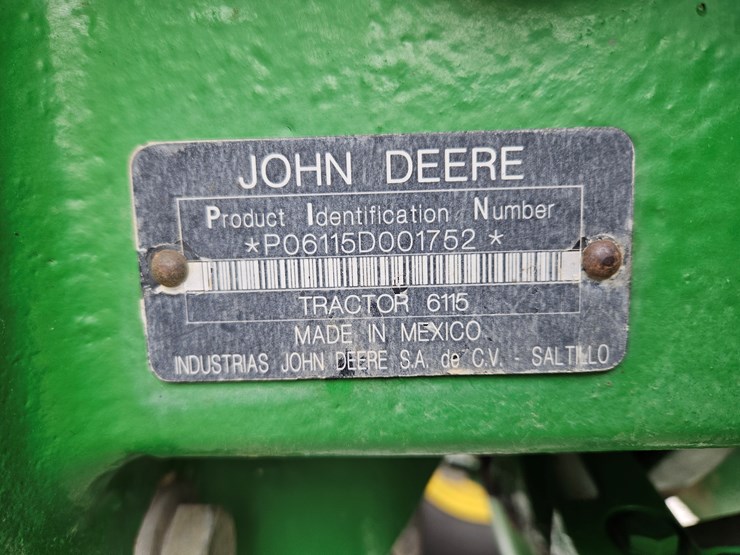 JOHN DEERE
Product Identification Number
*P06115D001752*
TRACTOR 6115
MADE IN MEXICO
INDUSTRIAS JOHN DEERE S.A. de C.V. - SALTILLO